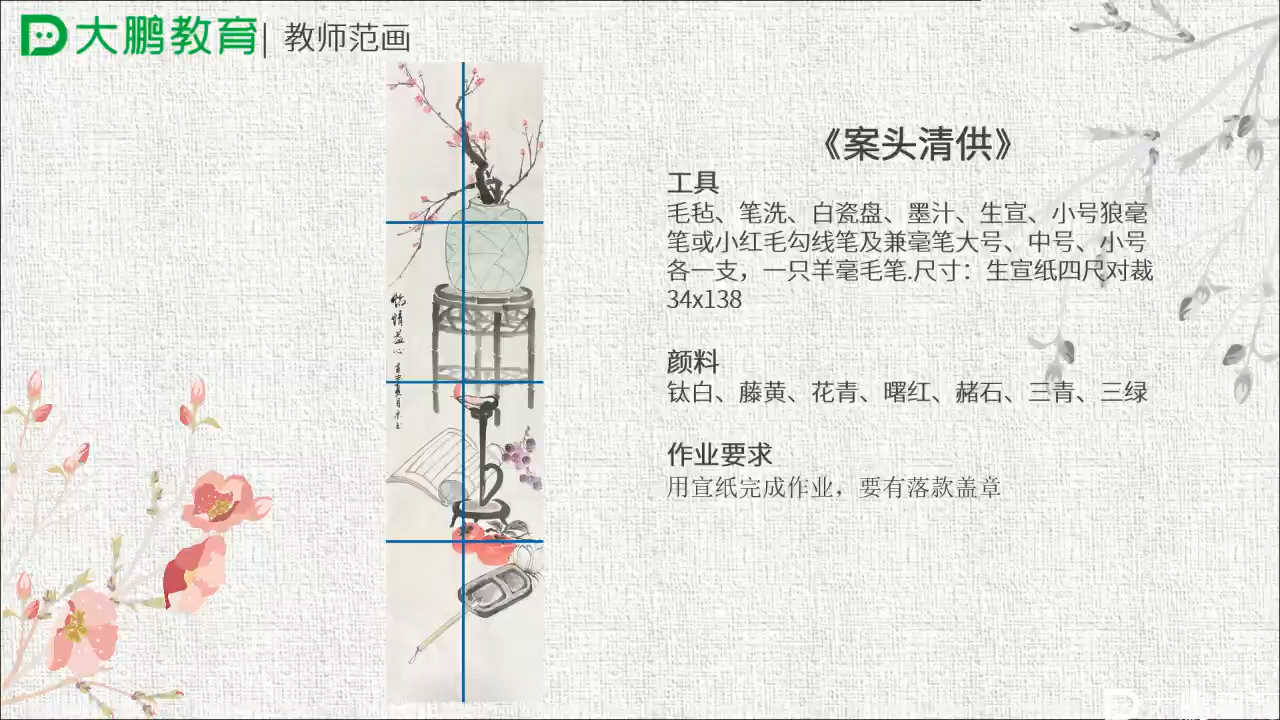 大鹏教育 | 教师范画
《案头清供》
工具
毛毡、笔洗、白瓷盘、墨汁、生宣、小号狼毫
笔或小红毛勾线笔及兼毫笔大号、中号、小号
各一支，一只羊毫毛笔.尺寸：生宣纸四尺对裁
34x138
颜料
钛白、藤黄、花青、曙红、赭石、三青、三绿
作业要求
用宣纸完成作业，要有落款盖章
怡情益心